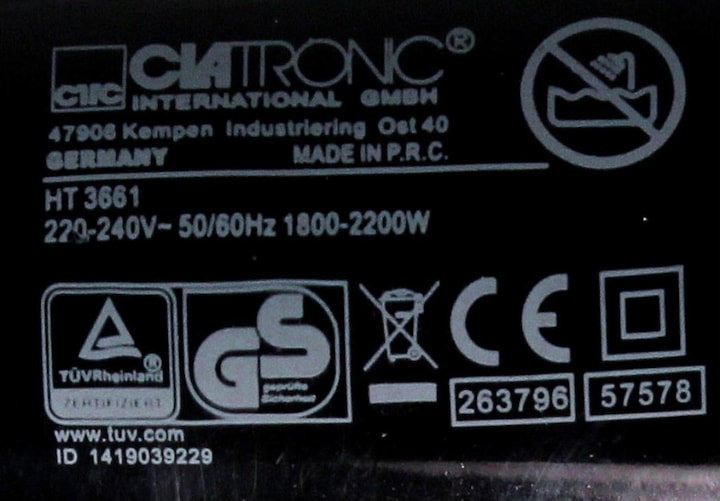 CTC CLATRONIC®
INTERNATIONAL GMBH
47906 Kempen Industriering Ost 40
GERMANY MADE IN P.R.C.
HT 3661
220-240V~ 50/60Hz 1800-2200W
TÜVRheinland®
ZERTIFIZIERT
GS
geprüfte
Sicherheit
CE
263796
57578
www.tuv.com
ID 1419039229